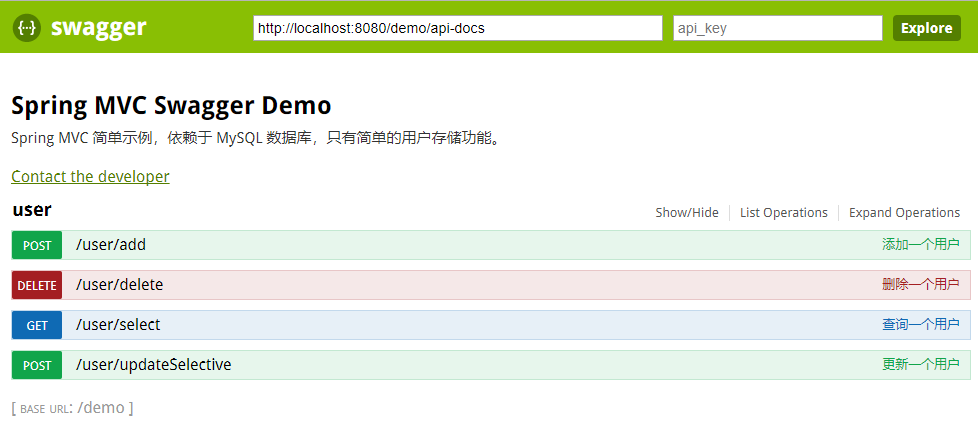 {··} swagger http://localhost:8080/demo/api-docs api_key Explore
Spring MVC Swagger Demo
Spring MVC 简单示例，依赖于 MySQL 数据库，只有简单的用户存储功能。
Contact the developer
user Show/Hide List Operations Expand Operations
POST /user/add 添加一个用户
DELETE /user/delete 删除一个用户
GET /user/select 查询一个用户
POST /user/updateSelective 更新一个用户
[ BASE URL: /demo ]